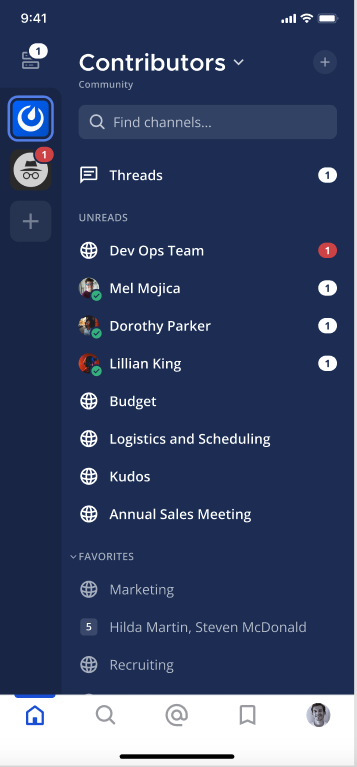 9:41
1
Contributors
Community
Find channels...
1
Threads 1
UNREADS
Dev Ops Team 1
Mel Mojica 1
Dorothy Parker 1
Lillian King 1
Budget
Logistics and Scheduling
Kudos
Annual Sales Meeting
FAVORITES
Marketing
5 Hilda Martin, Steven McDonald
Recruiting